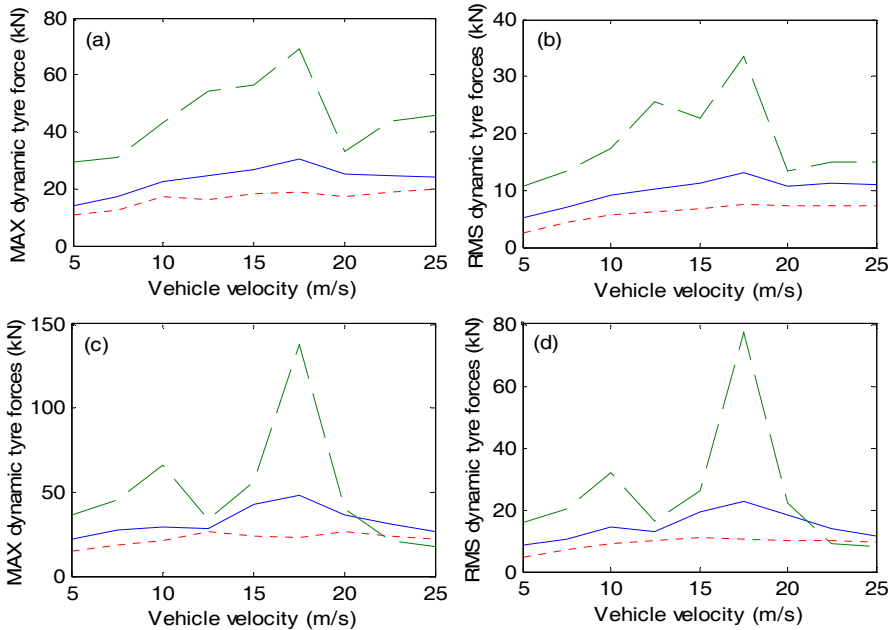 MAX dynamic tyre force (kN)
80
60
40
20
0
(a)
5 10 15 20 25
Vehicle velocity (m/s)
RMS dynamic tyre forces (kN)
40
30
20
10
0
(b)
5 10 15 20 25
Vehicle velocity (m/s)
MAX dynamic tyre forces (kN)
150
100
50
0
(c)
5 10 15 20 25
Vehicle velocity (m/s)
RMS dynamic tyre forces (kN)
80
60
40
20
0
(d)
5 10 15 20 25
Vehicle velocity (m/s)